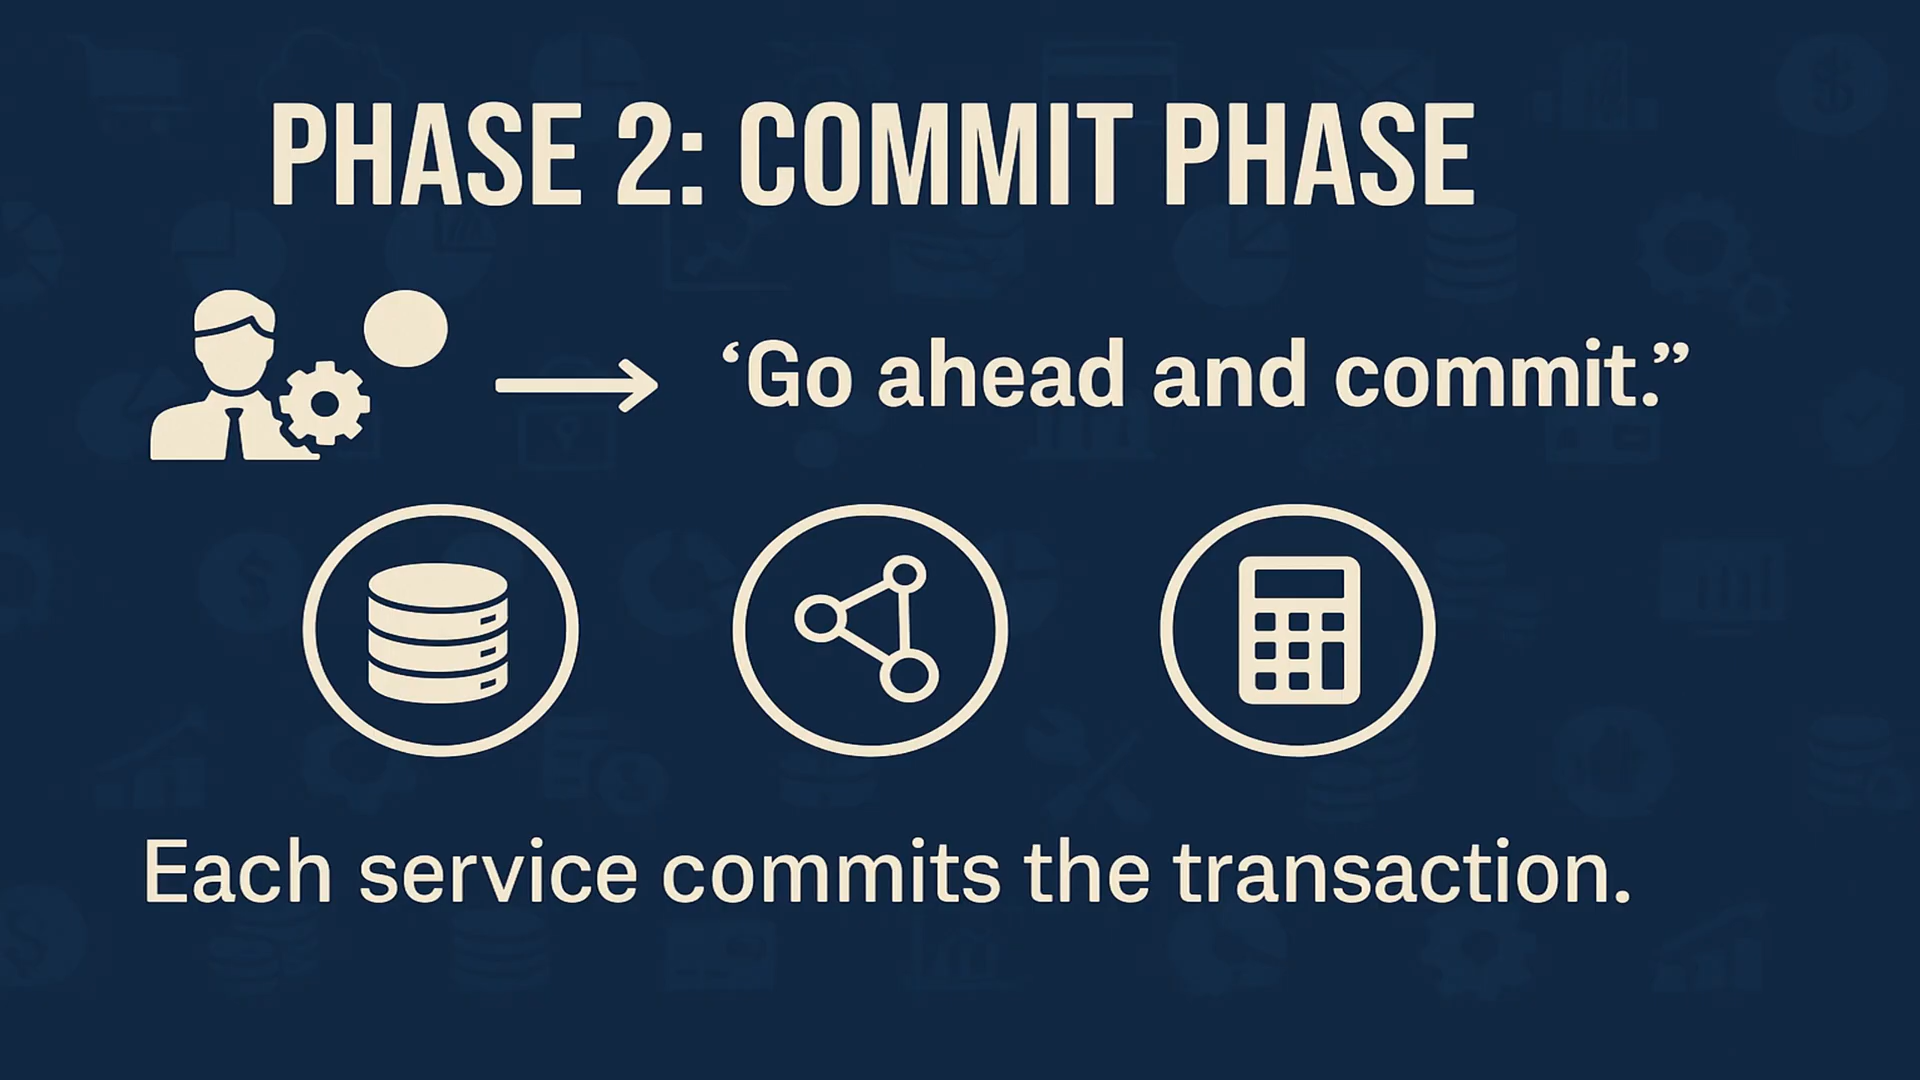 PHASE 2: COMMIT PHASE
‘Go ahead and commit.”
Each service commits the transaction.